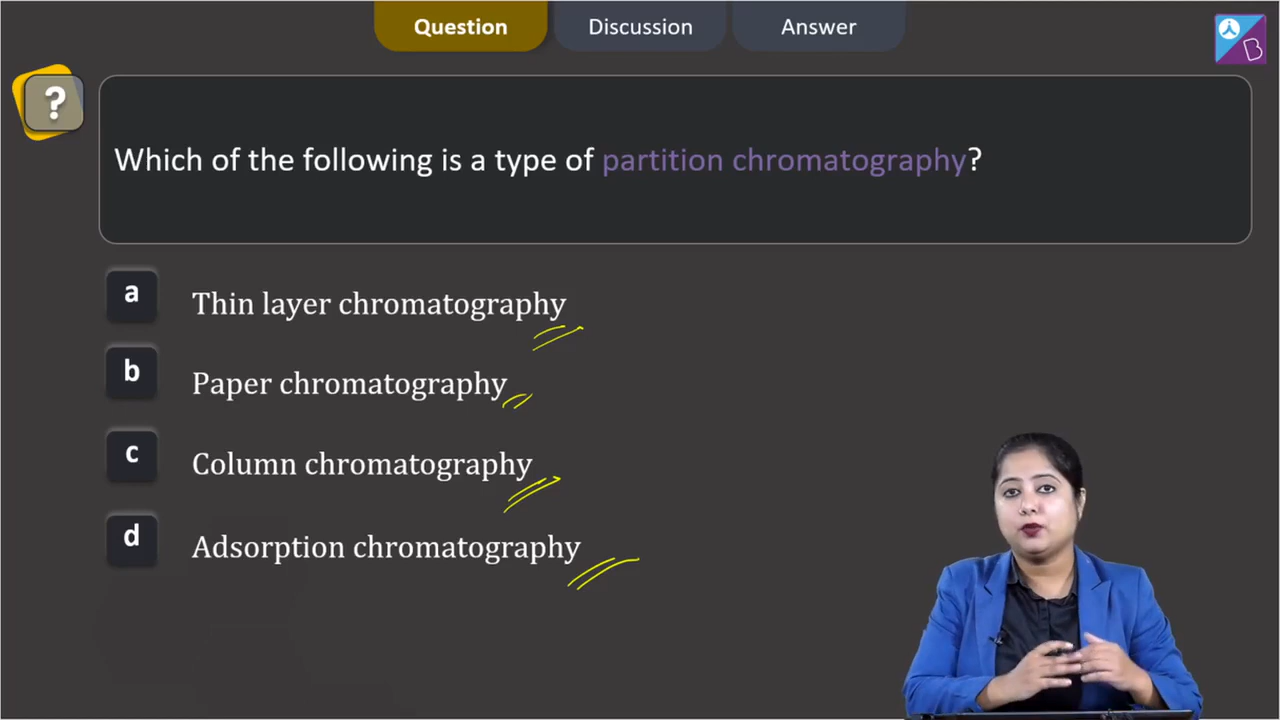 Question Discussion Answer
B
?
Which of the following is a type of partition chromatography?
a Thin layer chromatography
b Paper chromatography
c Column chromatography
d Adsorption chromatography